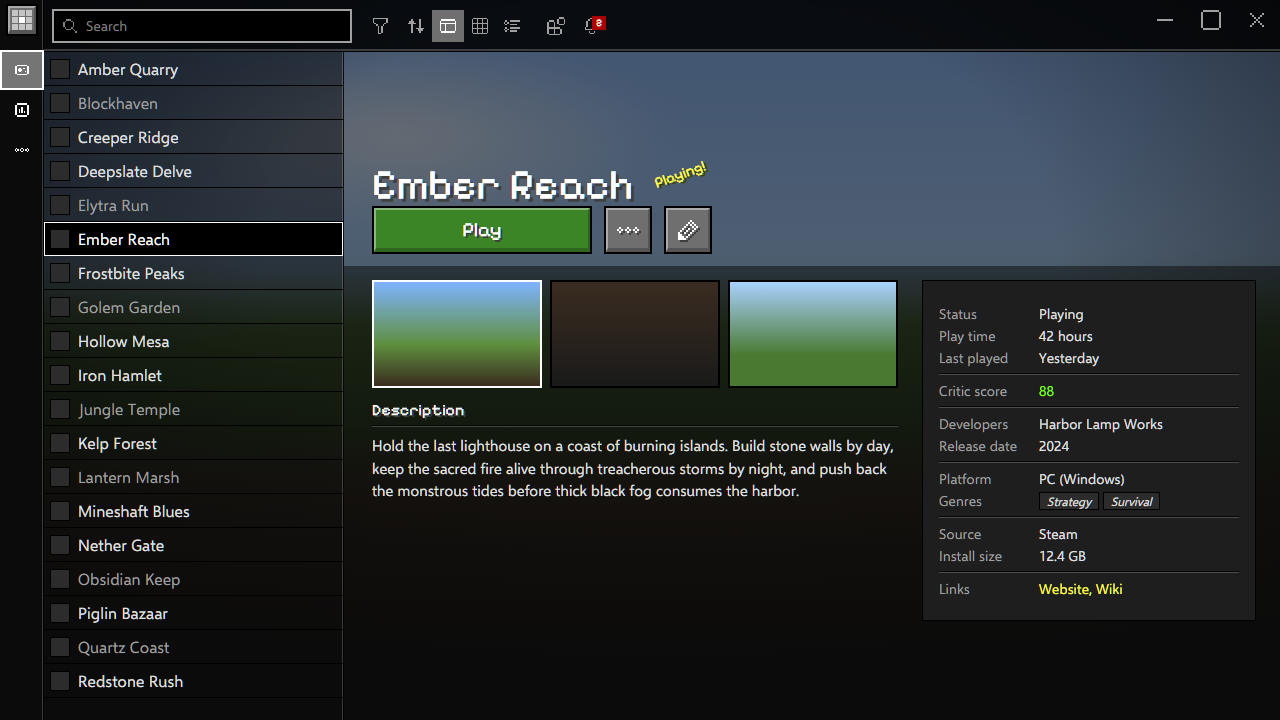 Search
8
Amber Quarry
Blockhaven
Creeper Ridge
Deepslate Delve
Elytra Run
Ember Reach
Frostbite Peaks
Golem Garden
Hollow Mesa
Iron Hamlet
Jungle Temple
Kelp Forest
Lantern Marsh
Mineshaft Blues
Nether Gate
Obsidian Keep
Piglin Bazaar
Quartz Coast
Redstone Rush
Ember Reach
Playing!
Play
Description
Hold the last lighthouse on a coast of burning islands. Build stone walls by day,
keep the sacred fire alive through treacherous storms by night, and push back
the monstrous tides before thick black fog consumes the harbor.
Status Playing
Play time 42 hours
Last played Yesterday
Critic score 88
Developers Harbor Lamp Works
Release date 2024
Platform PC (Windows)
Genres Strategy Survival
Source Steam
Install size 12.4 GB
Links Website, Wiki